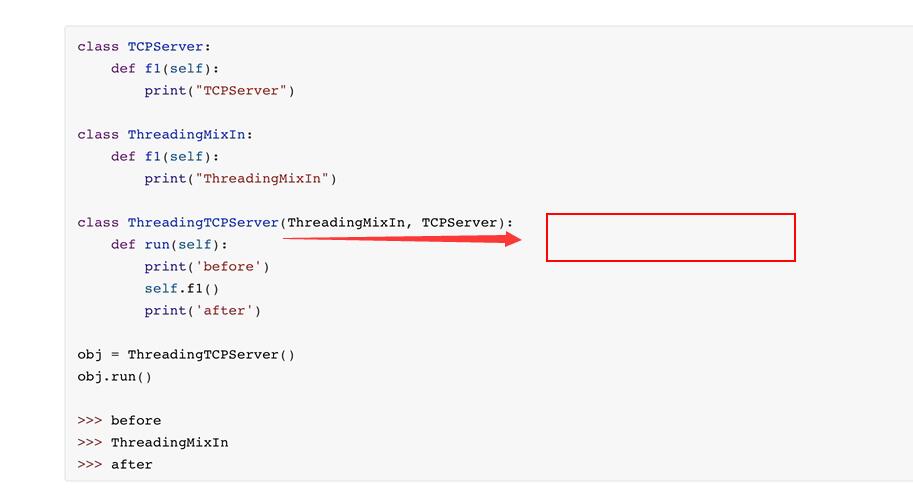 class TCPServer:
    def f1(self):
        print("TCPServer")
class ThreadingMixIn:
    def f1(self):
        print("ThreadingMixIn")
class ThreadingTCPServer(ThreadingMixIn, TCPServer):
    def run(self):
        print('before')
        self.f1()
        print('after')
obj = ThreadingTCPServer()
obj.run()
>>> before
>>> ThreadingMixIn
>>> after